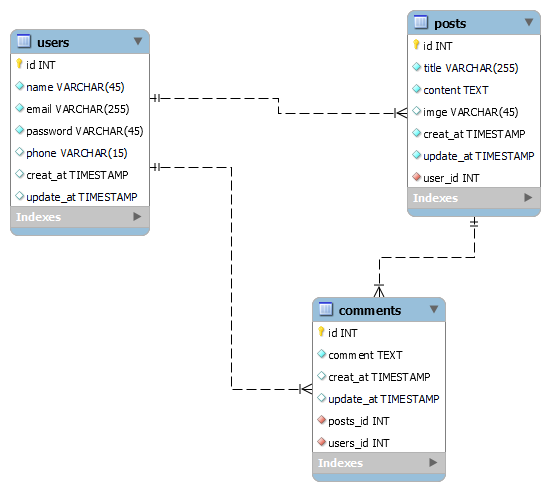 users
id INT
name VARCHAR(45)
email VARCHAR(255)
password VARCHAR(45)
phone VARCHAR(15)
creat_at TIMESTAMP
update_at TIMESTAMP
Indexes
posts
id INT
title VARCHAR(255)
content TEXT
imge VARCHAR(45)
creat_at TIMESTAMP
update_at TIMESTAMP
user_id INT
Indexes
comments
id INT
comment TEXT
creat_at TIMESTAMP
update_at TIMESTAMP
posts_id INT
users_id INT
Indexes